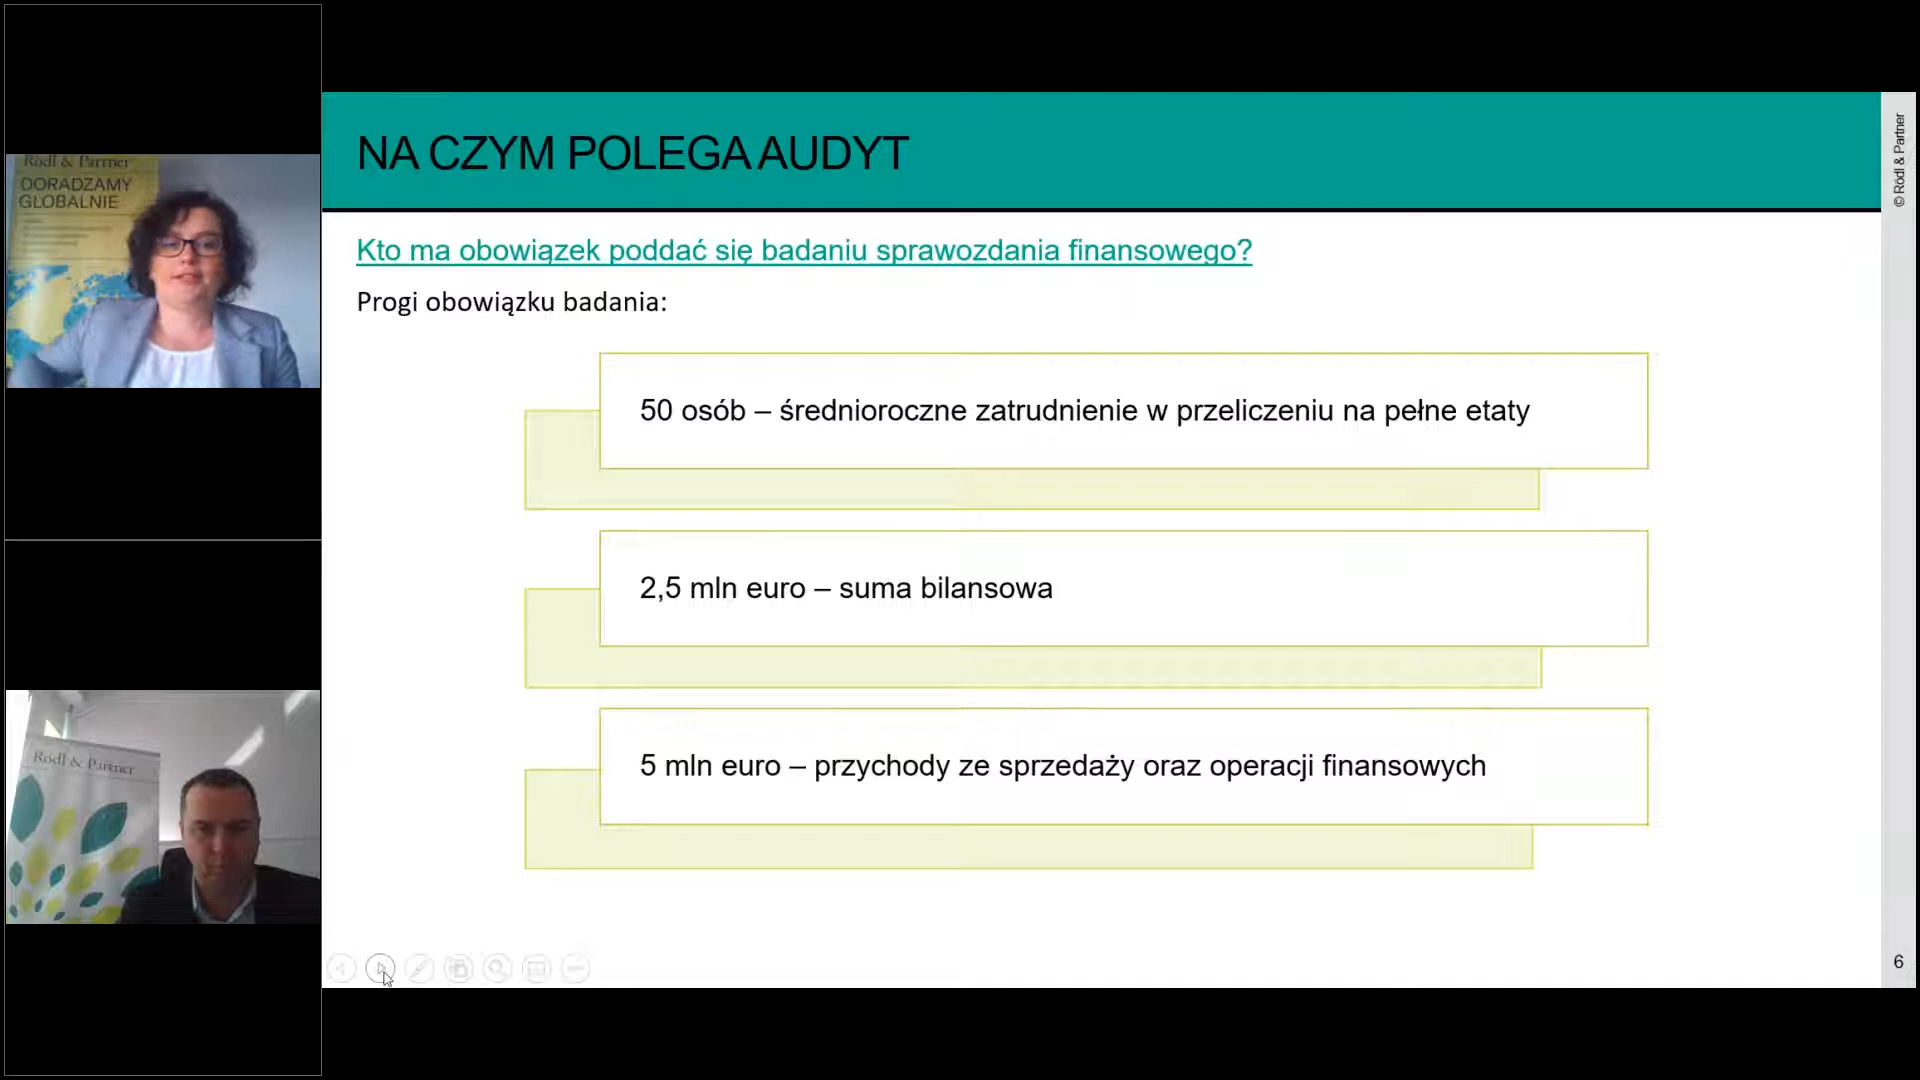 Rödl & Partner
DORADZAMY
GLOBALNIE
Rödl & Partner
NA CZYM POLEGA AUDYT
Kto ma obowiązek poddać się badaniu sprawozdania finansowego?
Progi obowiązku badania:
50 osób – średnioroczne zatrudnienie w przeliczeniu na pełne etaty
2,5 mln euro – suma bilansowa
5 mln euro – przychody ze sprzedaży oraz operacji finansowych
© Rödl & Partner
6